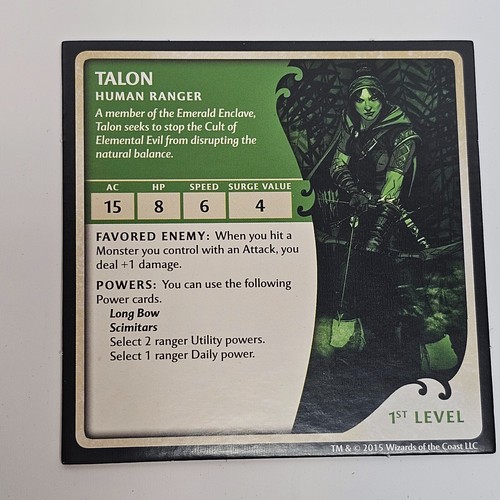 TALON
HUMAN RANGER
A member of the Emerald Enclave,
Talon seeks to stop the Cult of
Elemental Evil from disrupting the
natural balance.
AC HP SPEED SURGE VALUE
15 8 6 4
FAVORED ENEMY: When you hit a
Monster you control with an Attack, you
deal +1 damage.
POWERS: You can use the following
Power cards.
Long Bow
Scimitars
Select 2 ranger Utility powers.
Select 1 ranger Daily power.
1ST LEVEL
TM & © 2015 Wizards of the Coast LLC